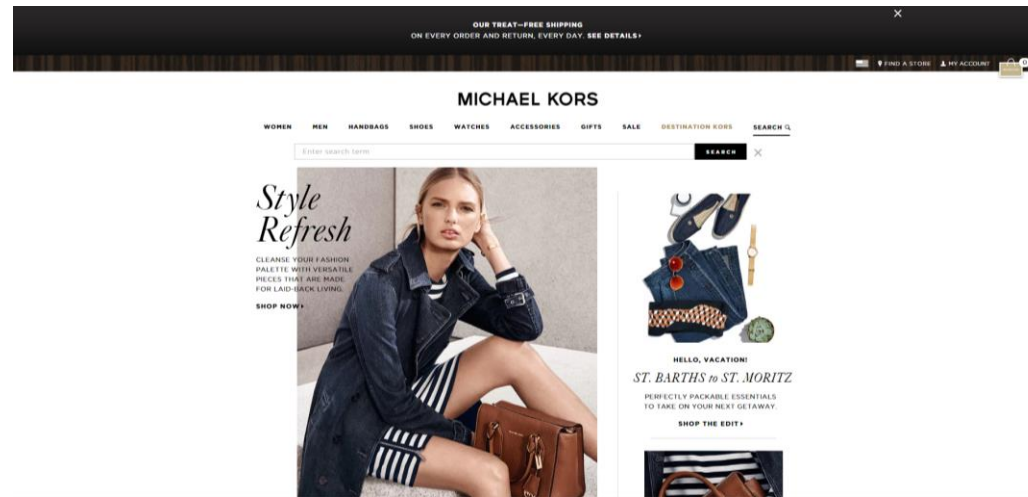 OUR TREAT—FREE SHIPPING
ON EVERY ORDER AND RETURN, EVERY DAY. SEE DETAILS
FIND A STORE MY ACCOUNT 0
MICHAEL KORS
WOMEN MEN HANDBAGS SHOES WATCHES ACCESSORIES GIFTS SALE DESTINATION KORS SEARCH
Enter search term SEARCH
Style
Refresh
CLEANSE YOUR FASHION
PALETTE WITH VERSATILE
PIECES THAT ARE MADE
FOR LAID-BACK LIVING.
SHOP NOW
HELLO, VACATION!
ST. BARTHS to ST. MORITZ
PERFECTLY PACKABLE ESSENTIALS
TO TAKE ON YOUR NEXT GETAWAY.
SHOP THE EDIT